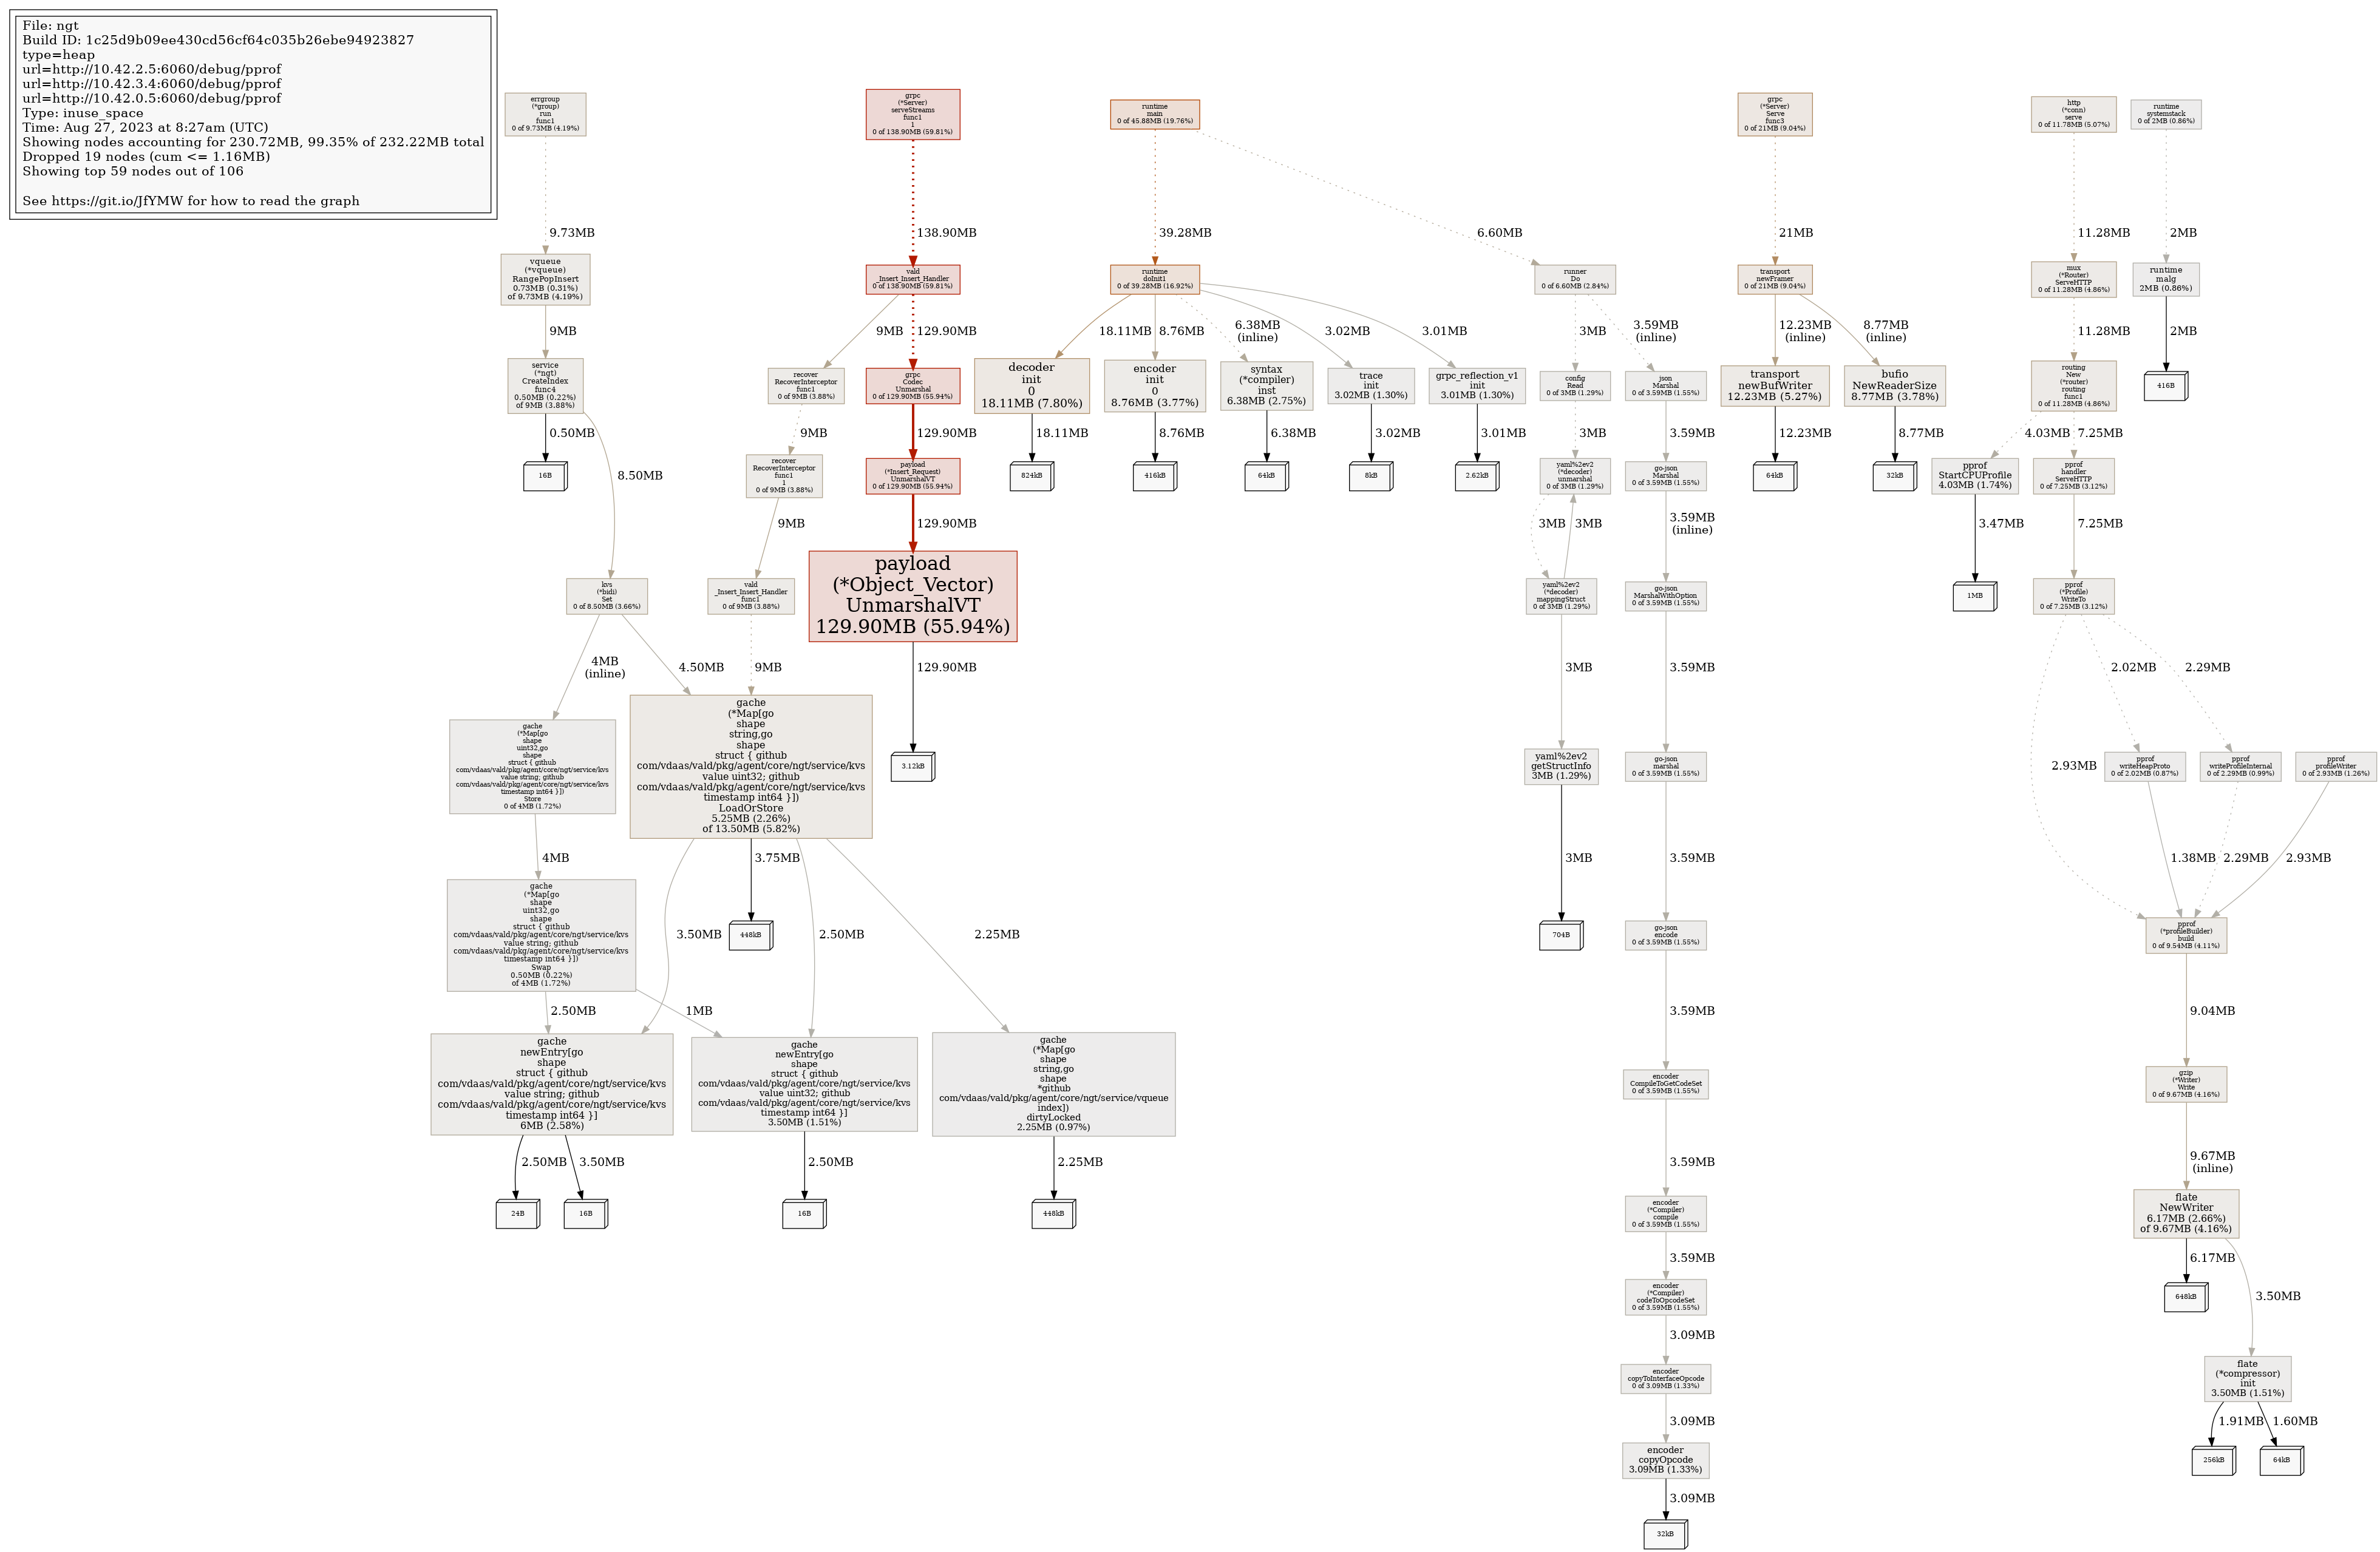 File: ngt
Build ID: 1c25d9b09ee430cd56cf64c035b26ebe94923827
type=heap
url=http://10.42.2.5:6060/debug/pprof
url=http://10.42.3.4:6060/debug/pprof
url=http://10.42.0.5:6060/debug/pprof
Type: inuse_space
Time: Aug 27, 2023 at 8:27am (UTC)
Showing nodes accounting for 230.72MB, 99.35% of 232.22MB total
Dropped 19 nodes (cum <= 1.16MB)
Showing top 59 nodes out of 106
See https://git.io/JfYMW for how to read the graph
errgroup
(*group)
run
func1
0 of 9.73MB (4.19%)
9.73MB
vqueue
(*vqueue)
RangePopInsert
0.73MB (0.31%)
of 9.73MB (4.19%)
9MB
service
(*ngt)
CreateIndex
func4
0.50MB (0.22%)
of 9MB (3.88%)
0.50MB
16B
8.50MB
kvs
(*bidi)
Set
0 of 8.50MB (3.66%)
4MB
(inline)
4.50MB
gache
(*Map[go
shape
uint32,go
shape
struct { github
com/vdaas/vald/pkg/agent/core/ngt/service/kvs
value string; github
com/vdaas/vald/pkg/agent/core/ngt/service/kvs
timestamp int64 }])
Store
0 of 4MB (1.72%)
4MB
gache
(*Map[go
shape
uint32,go
shape
struct { github
com/vdaas/vald/pkg/agent/core/ngt/service/kvs
value string; github
com/vdaas/vald/pkg/agent/core/ngt/service/kvs
timestamp int64 }])
Swap
0.50MB (0.22%)
of 4MB (1.72%)
2.50MB
1MB
gache
newEntry[go
shape
struct { github
com/vdaas/vald/pkg/agent/core/ngt/service/kvs
value string; github
com/vdaas/vald/pkg/agent/core/ngt/service/kvs
timestamp int64 }]
6MB (2.58%)
2.50MB
3.50MB
24B
16B
grpc
(*Server)
serveStreams
func1
1
0 of 138.90MB (59.81%)
138.90MB
vald
_Insert_Insert_Handler
0 of 138.90MB (59.81%)
9MB
129.90MB
recover
RecoverInterceptor
func1
0 of 9MB (3.88%)
9MB
recover
RecoverInterceptor
func1
1
0 of 9MB (3.88%)
9MB
vald
_Insert_Insert_Handler
func1
0 of 9MB (3.88%)
9MB
gache
(*Map[go
shape
string,go
shape
struct { github
com/vdaas/vald/pkg/agent/core/ngt/service/kvs
value uint32; github
com/vdaas/vald/pkg/agent/core/ngt/service/kvs
timestamp int64 }])
LoadOrStore
5.25MB (2.26%)
of 13.50MB (5.82%)
3.50MB
3.75MB
448kB
2.50MB
2.25MB
gache
newEntry[go
shape
struct { github
com/vdaas/vald/pkg/agent/core/ngt/service/kvs
value uint32; github
com/vdaas/vald/pkg/agent/core/ngt/service/kvs
timestamp int64 }]
3.50MB (1.51%)
2.50MB
16B
gache
(*Map[go
shape
string,go
shape
*github
com/vdaas/vald/pkg/agent/core/ngt/service/vqueue
index])
dirtyLocked
2.25MB (0.97%)
2.25MB
448kB
grpc
Codec
Unmarshal
0 of 129.90MB (55.94%)
129.90MB
payload
(*Insert_Request)
UnmarshalVT
0 of 129.90MB (55.94%)
129.90MB
payload
(*Object_Vector)
UnmarshalVT
129.90MB (55.94%)
129.90MB
3.12kB
runtime
main
0 of 45.88MB (19.76%)
39.28MB
6.60MB
runtime
doInit1
0 of 39.28MB (16.92%)
18.11MB
8.76MB
6.38MB
(inline)
3.02MB
3.01MB
decoder
init
0
18.11MB (7.80%)
18.11MB
824kB
encoder
init
0
8.76MB (3.77%)
8.76MB
416kB
syntax
(*compiler)
inst
6.38MB (2.75%)
6.38MB
64kB
trace
init
3.02MB (1.30%)
3.02MB
8kB
grpc_reflection_v1
init
3.01MB (1.30%)
3.01MB
2.62kB
runner
Do
0 of 6.60MB (2.84%)
3MB
3.59MB
(inline)
config
Read
0 of 3MB (1.29%)
3MB
yaml%2ev2
(*decoder)
unmarshal
0 of 3MB (1.29%)
3MB
3MB
yaml%2ev2
(*decoder)
mappingStruct
0 of 3MB (1.29%)
3MB
yaml%2ev2
getStructInfo
3MB (1.29%)
3MB
704B
json
Marshal
0 of 3.59MB (1.55%)
3.59MB
go-json
Marshal
0 of 3.59MB (1.55%)
3.59MB
(inline)
go-json
MarshalWithOption
0 of 3.59MB (1.55%)
3.59MB
go-json
marshal
0 of 3.59MB (1.55%)
3.59MB
go-json
encode
0 of 3.59MB (1.55%)
3.59MB
encoder
CompileToGetCodeSet
0 of 3.59MB (1.55%)
3.59MB
encoder
(*Compiler)
compile
0 of 3.59MB (1.55%)
3.59MB
encoder
(*Compiler)
codeToOpcodeSet
0 of 3.59MB (1.55%)
3.09MB
encoder
copyToInterfaceOpcode
0 of 3.09MB (1.33%)
3.09MB
encoder
copyOpcode
3.09MB (1.33%)
3.09MB
32kB
grpc
(*Server)
Serve
func3
0 of 21MB (9.04%)
21MB
transport
newFramer
0 of 21MB (9.04%)
12.23MB
(inline)
8.77MB
(inline)
transport
newBufWriter
12.23MB (5.27%)
12.23MB
64kB
bufio
NewReaderSize
8.77MB (3.78%)
8.77MB
32kB
http
(*conn)
serve
0 of 11.78MB (5.07%)
11.28MB
mux
(*Router)
ServeHTTP
0 of 11.28MB (4.86%)
11.28MB
routing
New
(*router)
routing
func1
0 of 11.28MB (4.86%)
4.03MB
7.25MB
pprof
StartCPUProfile
4.03MB (1.74%)
3.47MB
1MB
pprof
handler
ServeHTTP
0 of 7.25MB (3.12%)
7.25MB
pprof
(*Profile)
WriteTo
0 of 7.25MB (3.12%)
2.93MB
2.02MB
2.29MB
pprof
writeHeapProto
0 of 2.02MB (0.87%)
1.38MB
pprof
writeProfileInternal
0 of 2.29MB (0.99%)
2.29MB
pprof
profileWriter
0 of 2.93MB (1.26%)
2.93MB
pprof
(*profileBuilder)
build
0 of 9.54MB (4.11%)
9.04MB
gzip
(*Writer)
Write
0 of 9.67MB (4.16%)
9.67MB
(inline)
flate
NewWriter
6.17MB (2.66%)
of 9.67MB (4.16%)
6.17MB
648kB
3.50MB
flate
(*compressor)
init
3.50MB (1.51%)
1.91MB
1.60MB
256kB
64kB
runtime
systemstack
0 of 2MB (0.86%)
2MB
runtime
malg
2MB (0.86%)
2MB
416B